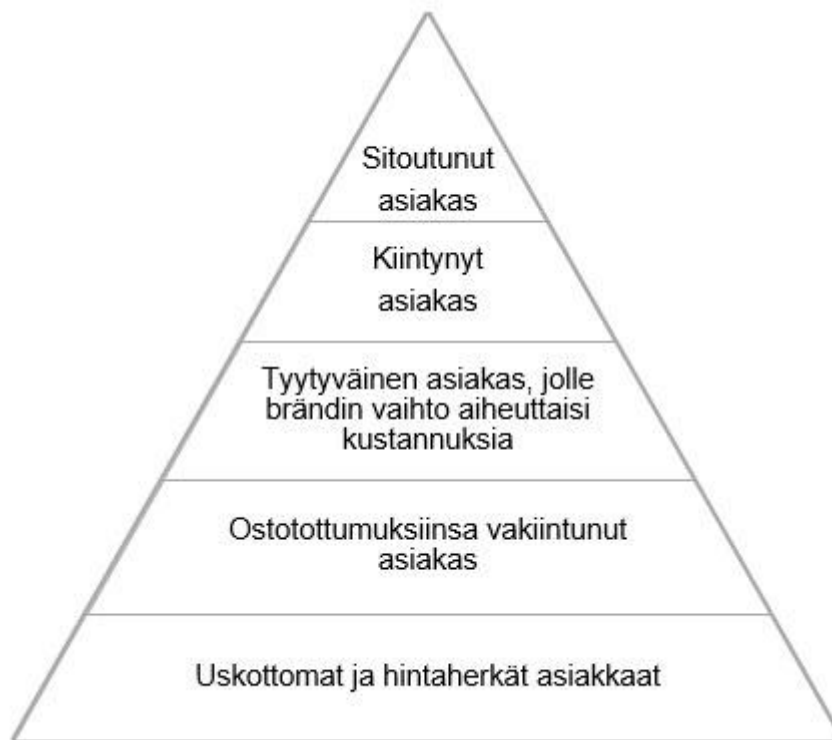 Sitoutunut
asiakas
Kiintynyt
asiakas
Tyytyväinen asiakas, jolle
brändin vaihto aiheuttaisi
kustannuksia
Ostotottumuksiinsa vakiintunut
asiakas
Uskottomat ja hintaherkät asiakkaat